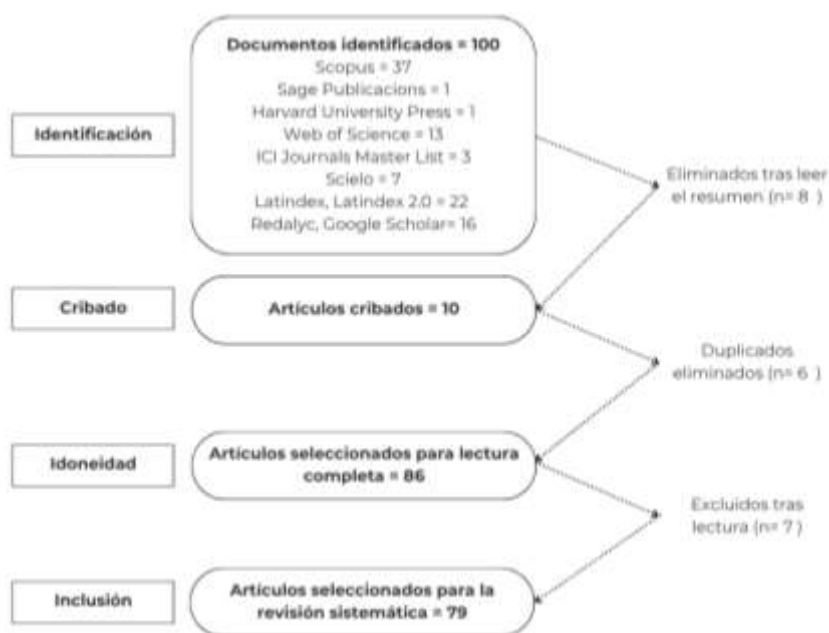 Documentos identificados = 100
Scopus = 37
Sage Publicacions = 1
Harvard University Press = 1
Identificación
Web of Science = 13
ICI Journals Master List = 3
Scielo = 7
Latindex, Latindex 2.0 = 22
Redalyc, Google Scholar= 16
Eliminados tras leer
el resumen (n= 8 )
Cribado
Artículos cribados = 10
Duplicados
eliminados (n= 6 )
Idoneidad
Artículos seleccionados para lectura
completa = 86
Excluidos tras
lectura (n= 7 )
Inclusión
Artículos seleccionados para la
revisión sistemática = 79